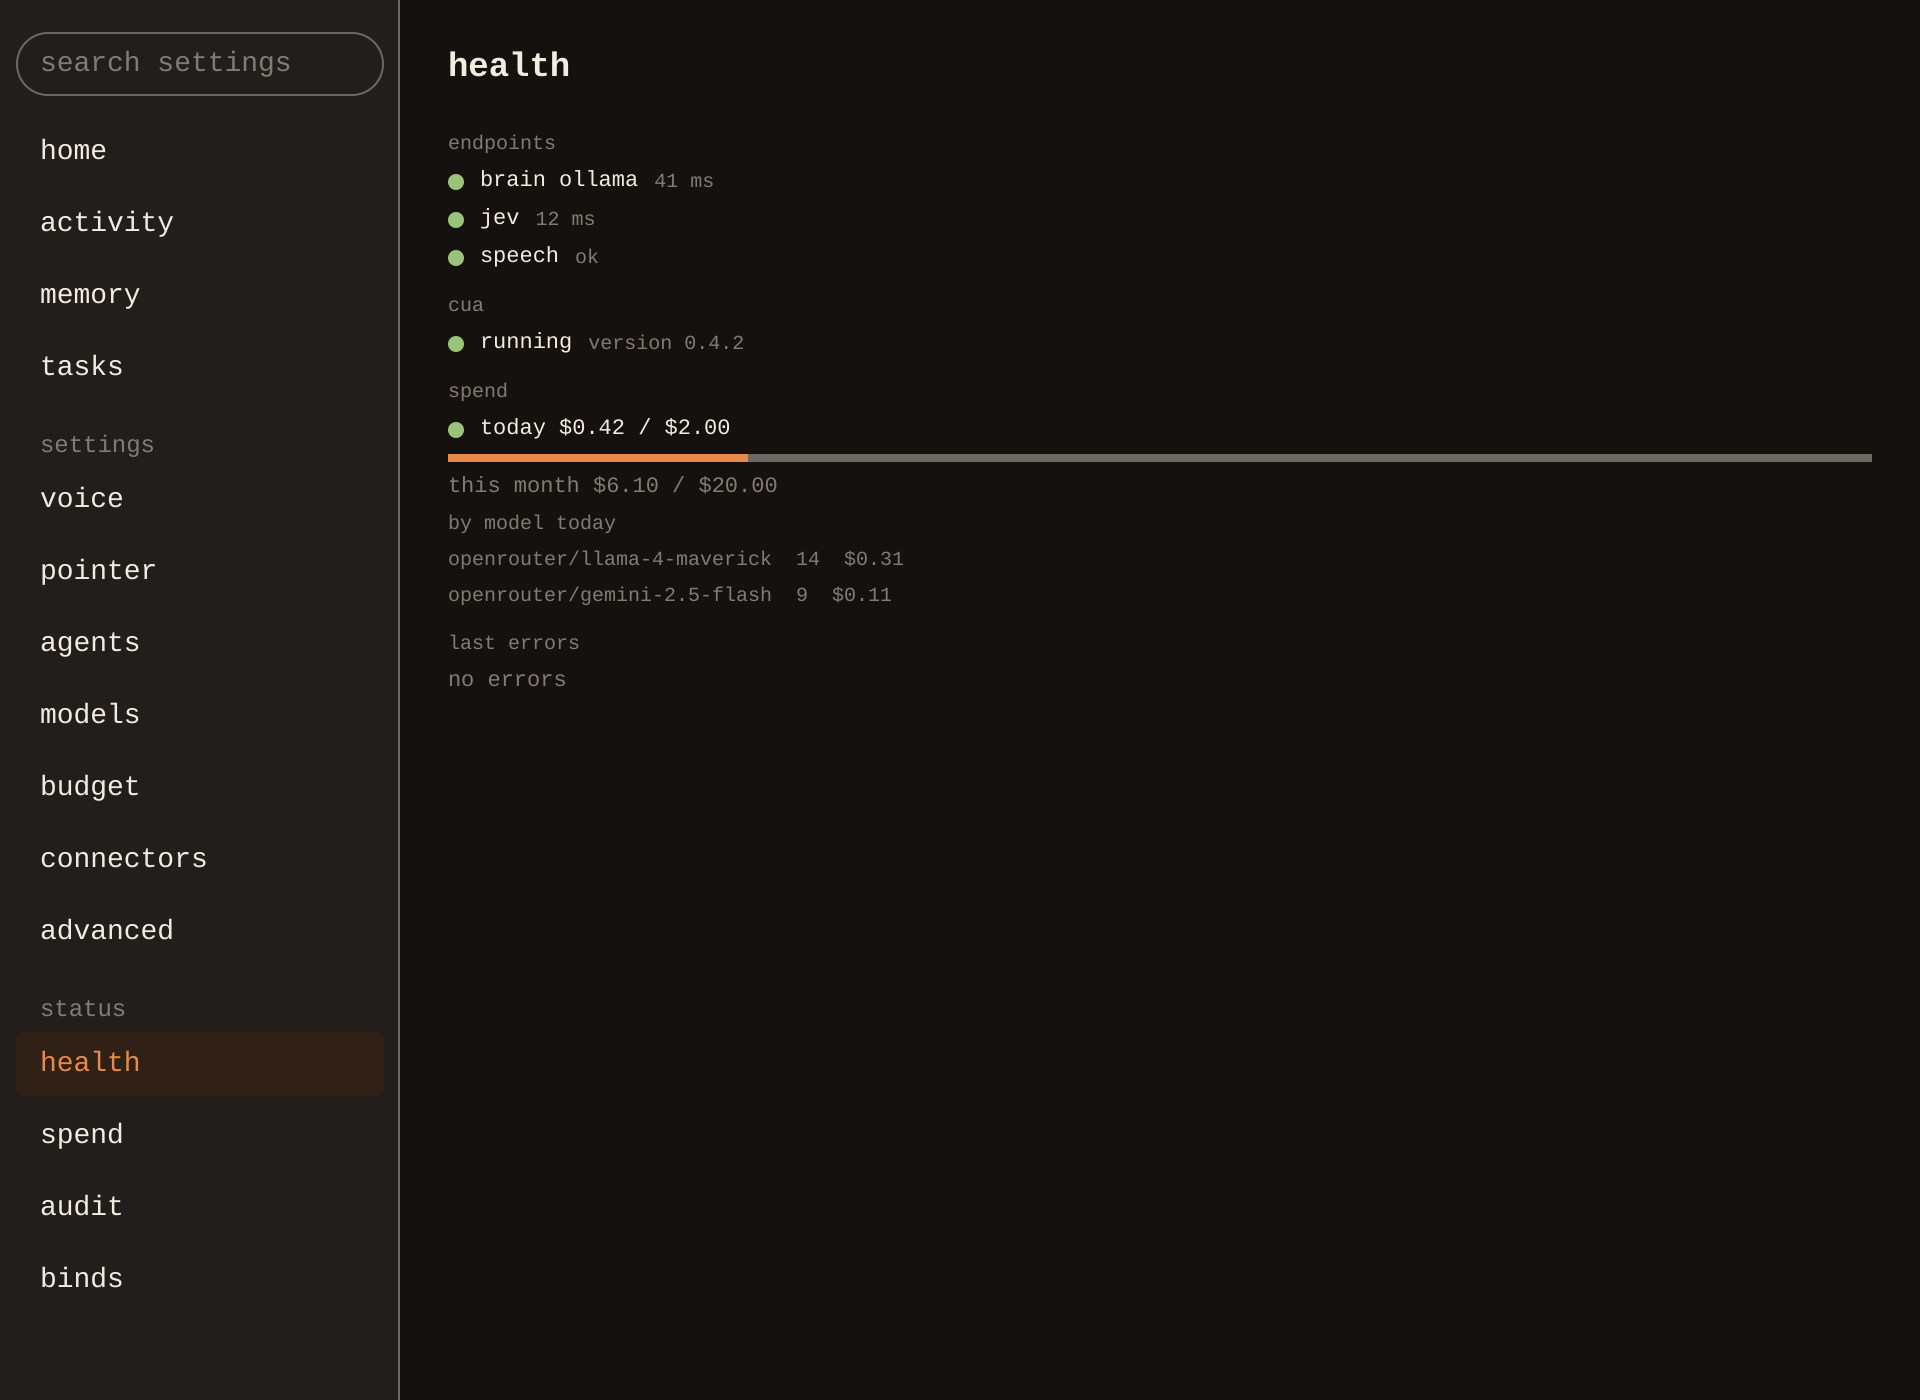 search settings
home
activity
memory
tasks
settings
voice
pointer
agents
models
budget
connectors
advanced
status
health
spend
audit
binds
health
endpoints
brain ollama 41 ms
jev 12 ms
speech ok
cua
running version 0.4.2
spend
today $0.42 / $2.00
this month $6.10 / $20.00
by model today
openrouter/llama-4-maverick 14 $0.31
openrouter/gemini-2.5-flash 9 $0.11
last errors
no errors